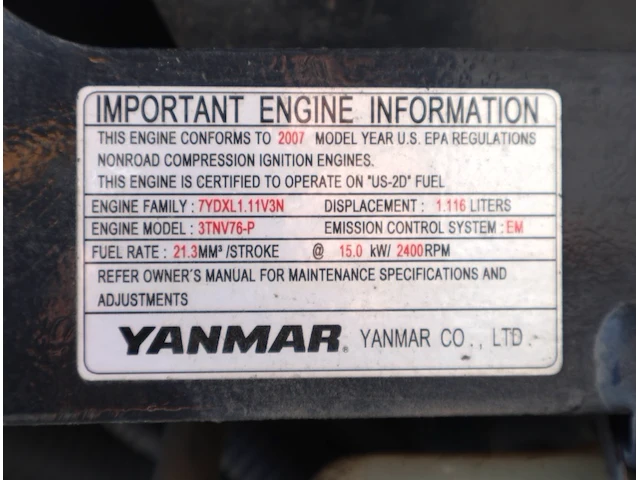 IMPORTANT ENGINE INFORMATION
THIS ENGINE CONFORMS TO 2007 MODEL YEAR U.S. EPA REGULATIONS
NONROAD COMPRESSION IGNITION ENGINES.
THIS ENGINE IS CERTIFIED TO OPERATE ON "US-2D" FUEL
ENGINE FAMILY : 7YDXL1.11V3N DISPLACEMENT : 1.116 LITERS
ENGINE MODEL : 3TNV76-P EMISSION CONTROL SYSTEM : EM
FUEL RATE : 21.3MM³/STROKE @ 15.0 kW/ 2400RPM
REFER OWNER'S MANUAL FOR MAINTENANCE SPECIFICATIONS AND
ADJUSTMENTS
YANMAR. YANMAR CO., LTD.